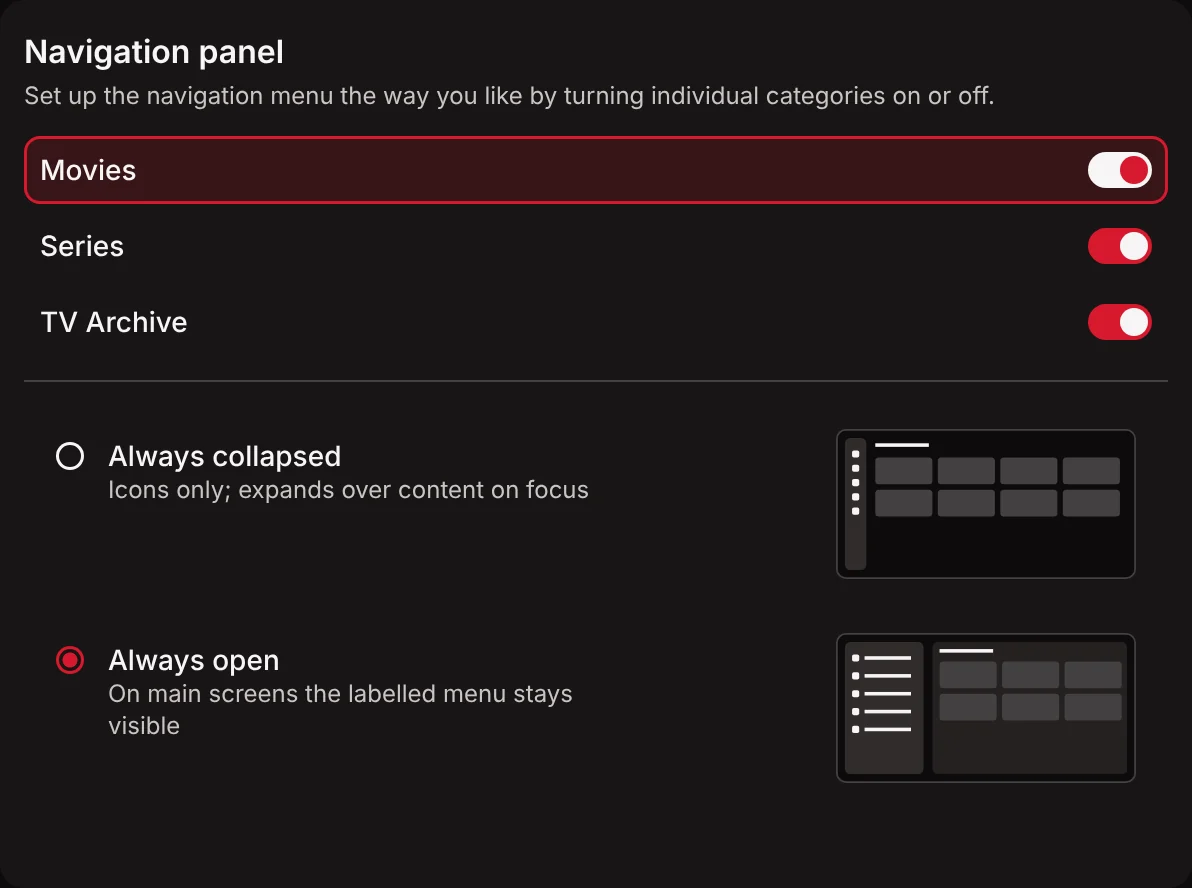 Navigation panel
Set up the navigation menu the way you like by turning individual categories on or off.
Movies
Series
TV Archive
Always collapsed
Icons only; expands over content on focus
Always open
On main screens the labelled menu stays
visible